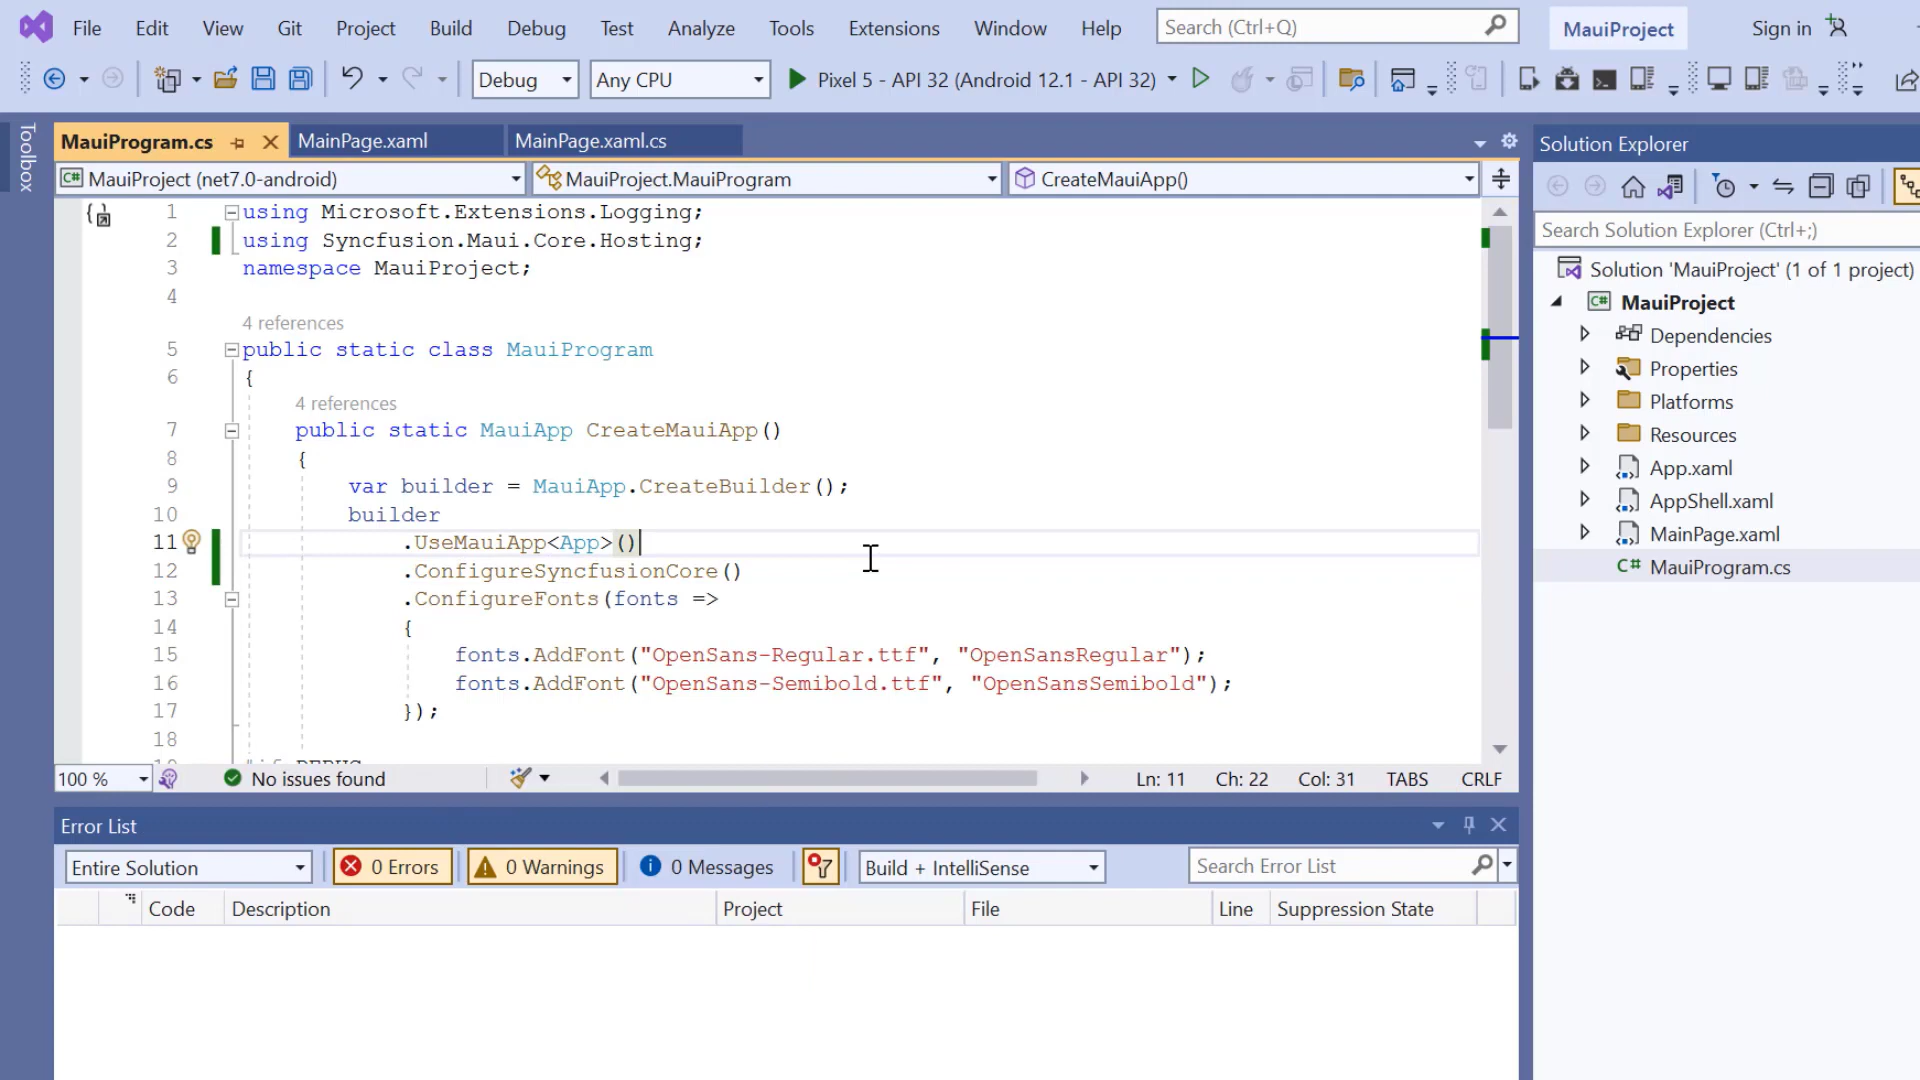 File Edit View Git Project Build Debug Test Analyze Tools Extensions Window Help Search (Ctrl+Q) MauiProject Sign in
Debug Any CPU Pixel 5 - API 32 (Android 12.1 - API 32)
Toolbox
MauiProgram.cs MainPage.xaml MainPage.xaml.cs
C# MauiProject (net7.0-android) MauiProject.MauiProgram CreateMauiApp()
1 using Microsoft.Extensions.Logging;
2 using Syncfusion.Maui.Core.Hosting;
3 namespace MauiProject;
4
4 references
5 public static class MauiProgram
6 {
4 references
7 public static MauiApp CreateMauiApp()
8 {
9 var builder = MauiApp.CreateBuilder();
10 builder
11 .UseMauiApp<App>()
12 .ConfigureSyncfusionCore()
13 .ConfigureFonts(fonts =>
14 {
15 fonts.AddFont("OpenSans-Regular.ttf", "OpenSansRegular");
16 fonts.AddFont("OpenSans-Semibold.ttf", "OpenSansSemibold");
17 });
18
100 % No issues found Ln: 11 Ch: 22 Col: 31 TABS CRLF
Error List
Entire Solution 0 Errors 0 Warnings 0 Messages Build + IntelliSense Search Error List
Code Description Project File Line Suppression State
Solution Explorer
Search Solution Explorer (Ctrl+;)
Solution 'MauiProject' (1 of 1 project)
C# MauiProject
Dependencies
Properties
Platforms
Resources
App.xaml
AppShell.xaml
MainPage.xaml
C# MauiProgram.cs